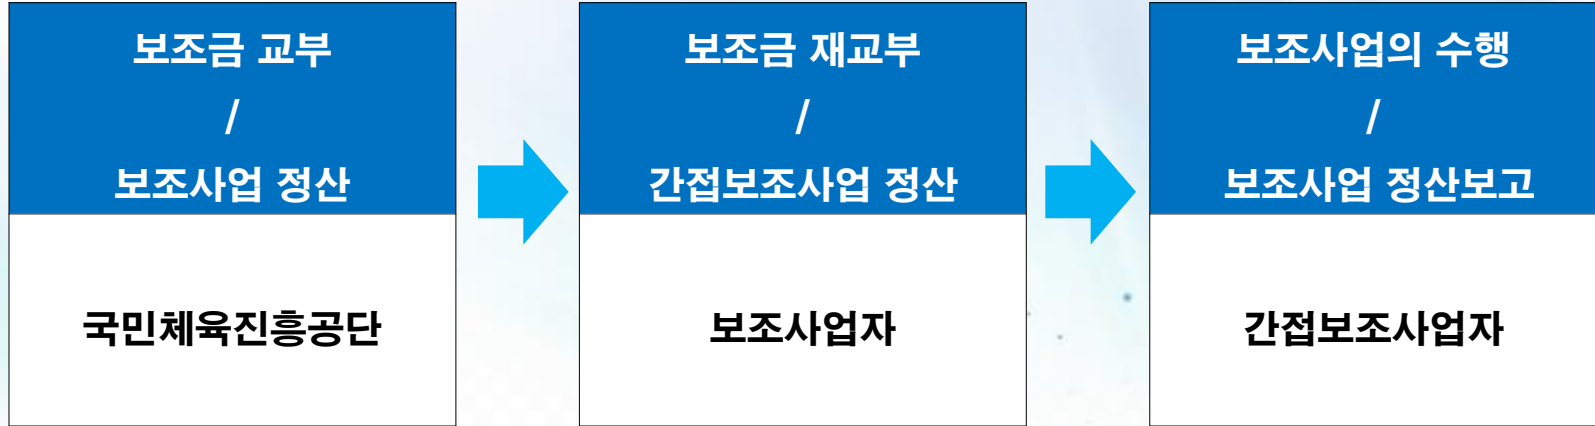 보조금 교부
/
보조사업 정산
국민체육진흥공단
보조금 재교부
/
간접보조사업 정산
보조사업자
보조사업의 수행
/
보조사업 정산보고
간접보조사업자